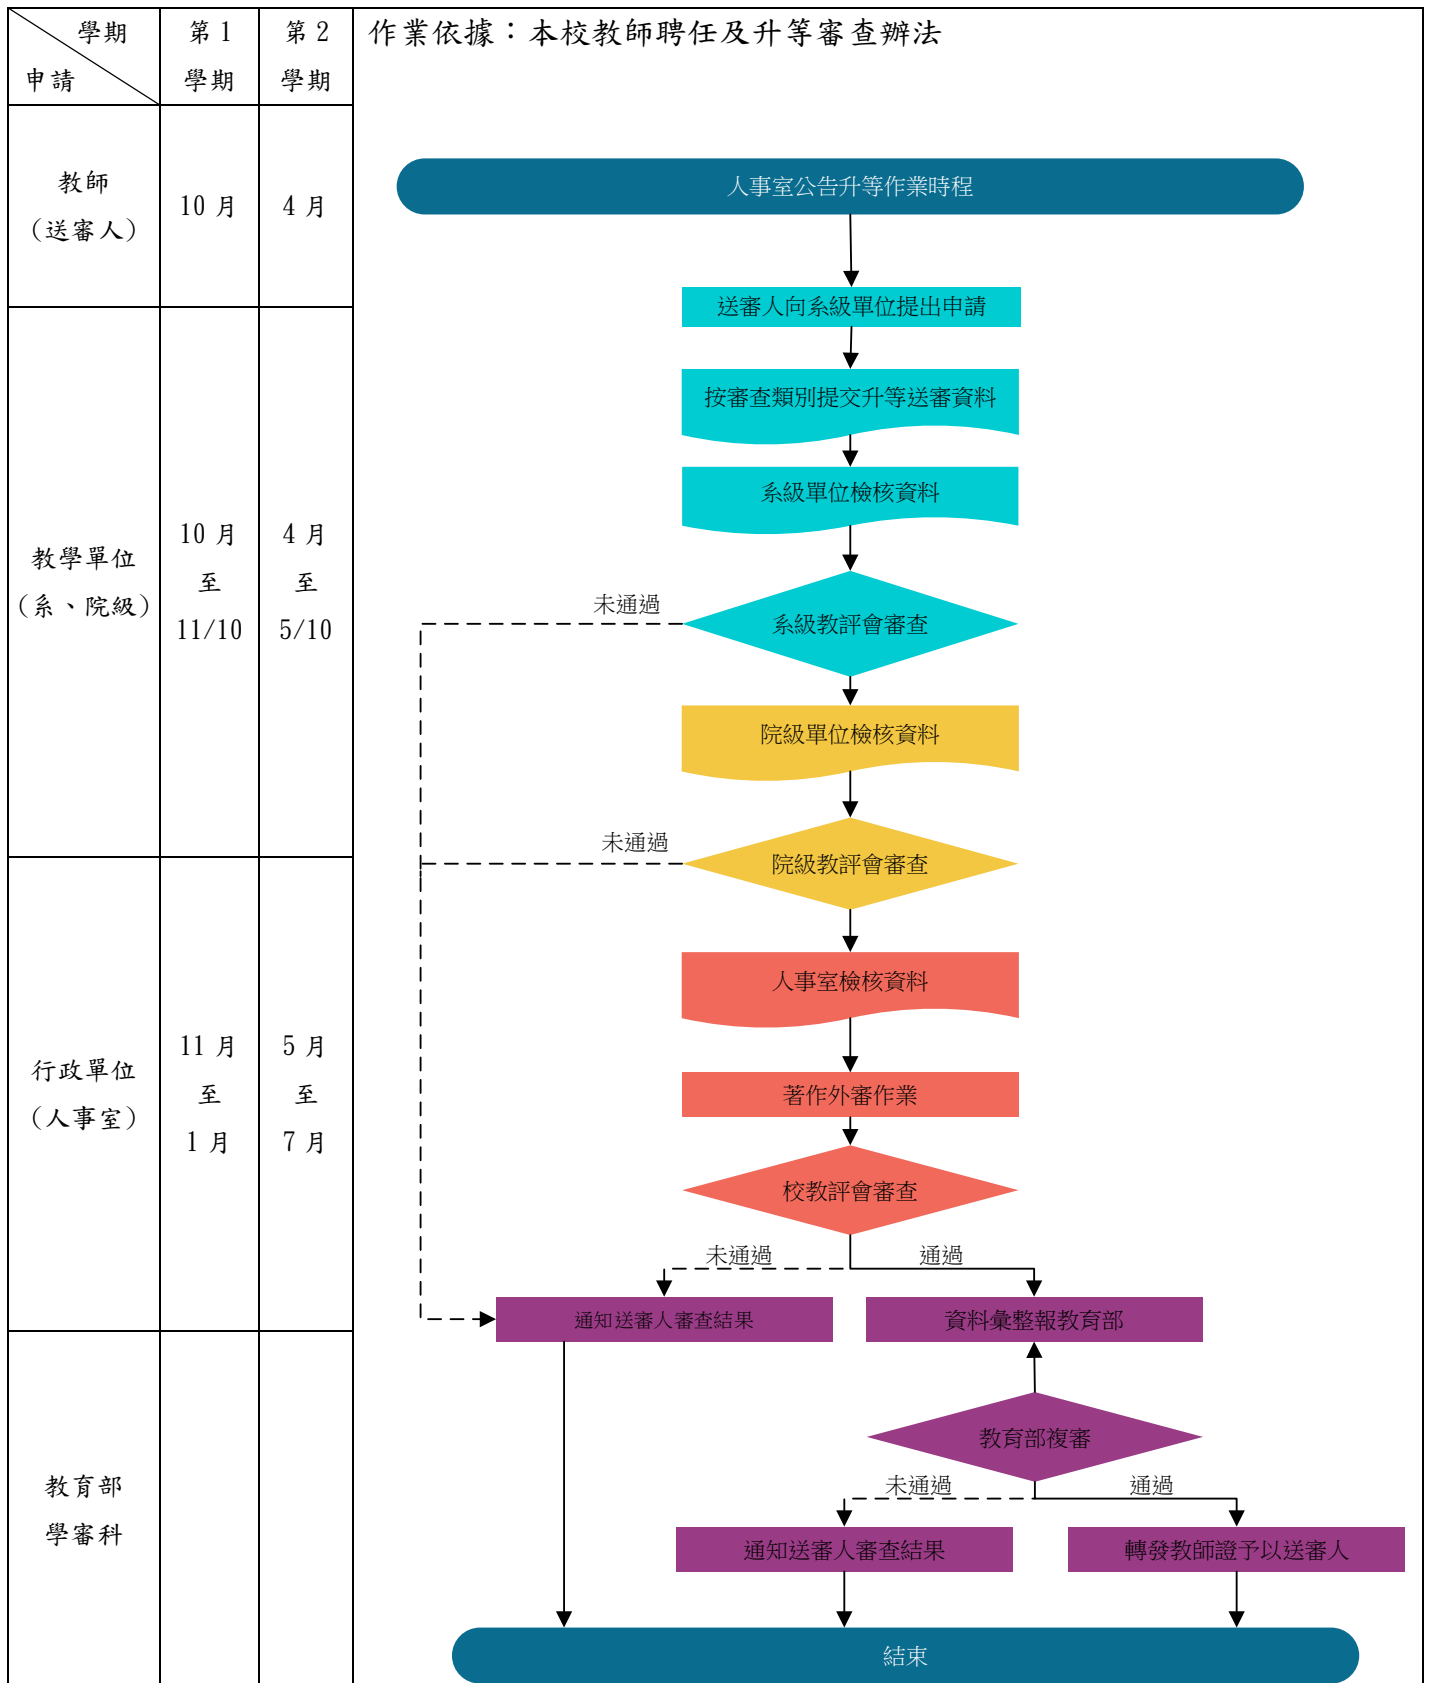 學期
申請
第 1
學期
第 2
學期
作業依據：本校教師聘任及升等審查辦法
教師
（送審人）
10 月
4 月
人事室公告升等作業時程
送審人向系級單位提出申請
按審查類別提交升等送審資料
系級單位檢核資料
教學單位
（系、院級）
10 月
至
11/10
4 月
至
5/10
未通過
系級教評會審查
院級單位檢核資料
未通過
院級教評會審查
行政單位
（人事室）
11 月
至
1 月
5 月
至
7 月
人事室檢核資料
著作外審作業
校教評會審查
未通過
通過
通知送審人審查結果
資料彙整報教育部
教育部
學審科
教育部複審
未通過
通過
通知送審人審查結果
轉發教師證予以送審人
結束